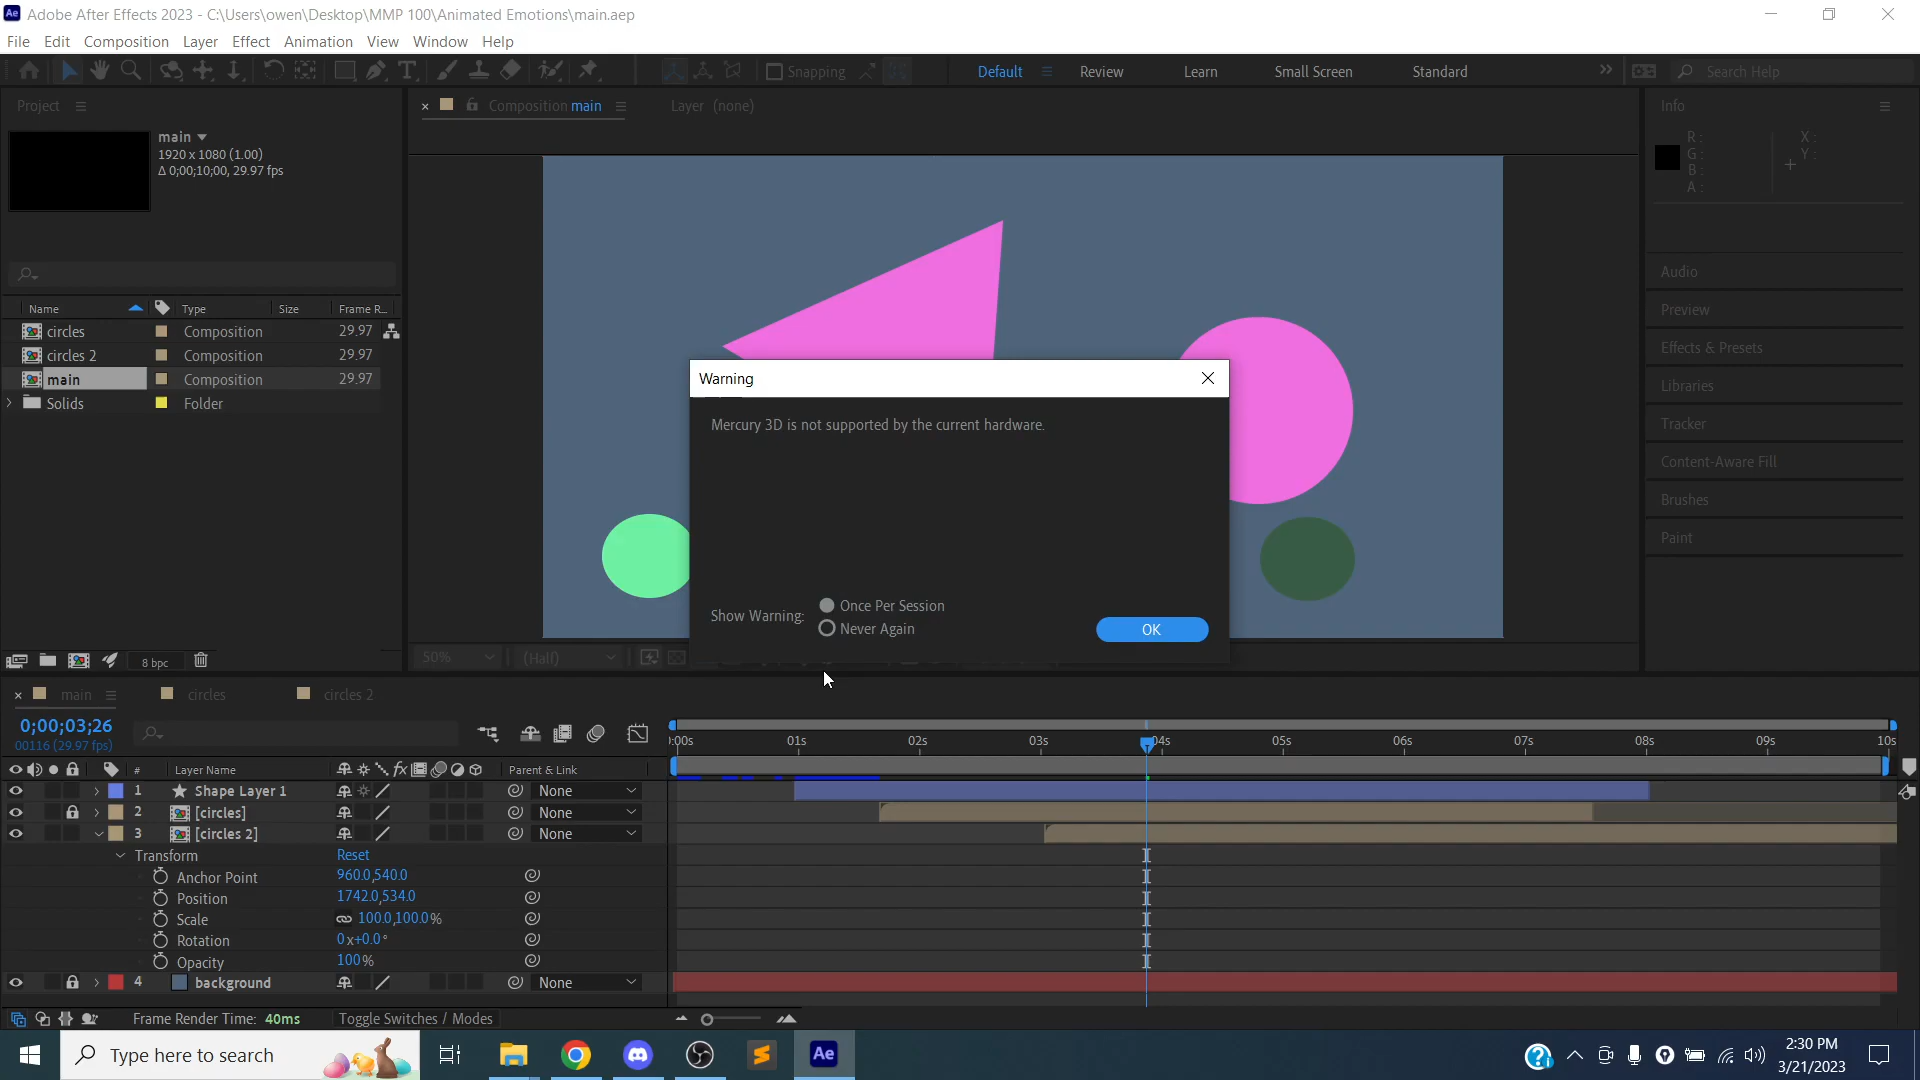 Adobe After Effects 2023 - C:\Users\owen\Desktop\MMP 100\Animated Emotions\main.aep
File Edit Composition Layer Effect Animation View Window Help
Snapping
Default Review Learn Small Screen Standard
Search Help
Project
Composition main
Layer (none)
Info
main
1920 x 1080 (1.00)
Δ 0;00;10;00, 29.97 fps
R:
G:
B:
A:
X:
Y:
Audio
Preview
Effects & Presets
Libraries
Tracker
Content-Aware Fill
Brushes
Paint
Name Type Size Frame R...
circles Composition 29.97
circles 2 Composition 29.97
main Composition 29.97
Solids Folder
Warning
Mercury 3D is not supported by the current hardware.
Show Warning:
Once Per Session
Never Again
OK
8 bpc
50%
(Half)
main circles circles 2
0;00;03;26
00116 (29.97 fps)
:00s 01s 02s 03s 04s 05s 06s 07s 08s 09s 10s
# Layer Name Parent & Link
1 Shape Layer 1 None
2 [circles] None
3 [circles 2] None
Transform Reset
Anchor Point 960.0,540.0
Position 1742.0,534.0
Scale 100.0,100.0%
Rotation 0x+0.0°
Opacity 100%
4 background None
Frame Render Time: 40ms
Toggle Switches / Modes
Type here to search
Ae
2:30 PM
3/21/2023